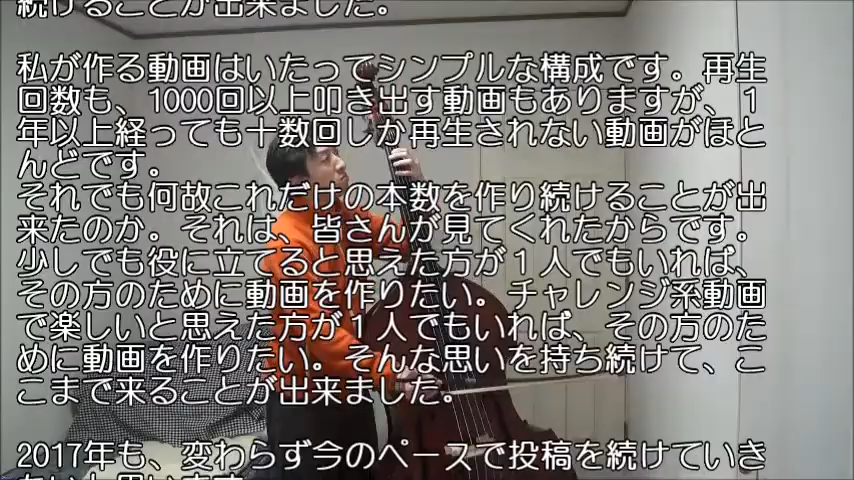 続けることが出来ました。
私が作る動画はいたってシンプルな構成です。再生
回数も、1000回以上叩き出す動画もありますが、１
年以上経っても十数回しか再生されない動画がほと
んどです。
それでも何故これだけの本数を作り続けることが出
来たのか。それは、皆さんが見てくれたからです。
少しでも役に立てると思えた方が１人でもいれば、
その方のために動画を作りたい。チャレンジ系動画
で楽しいと思えた方が１人でもいれば、その方のた
めに動画を作りたい。そんな思いを持ち続けて、こ
こまで来ることが出来ました。
2017年も、変わらず今のペースで投稿を続けていき
たいと思います